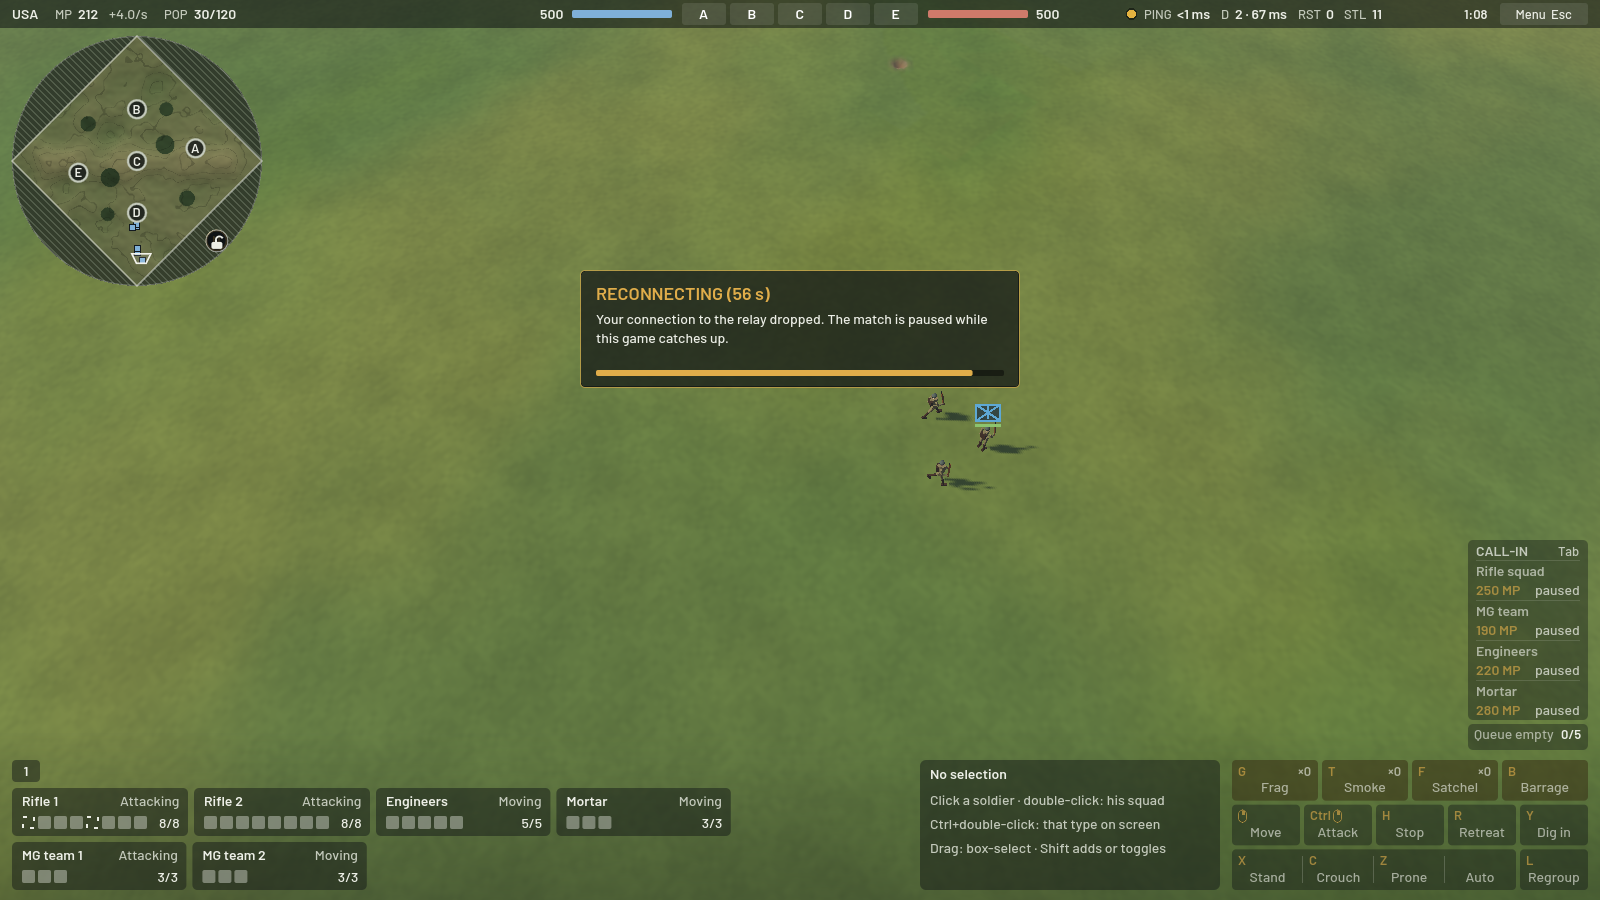 USA MP 212 +4.0/s POP 30/120
500 A B C D E 500
PING <1 ms D 2 · 67 ms RST 0 STL 11
1:08
Menu Esc
B
A
C
E
D
RECONNECTING (56 s)
Your connection to the relay dropped. The match is paused while
this game catches up.
CALL-IN Tab
Rifle squad
250 MP paused
MG team
190 MP paused
Engineers
220 MP paused
Mortar
280 MP paused
Queue empty 0/5
1
Rifle 1 Attacking
8/8
Rifle 2 Attacking
8/8
Engineers Moving
5/5
Mortar Moving
3/3
MG team 1 Attacking
3/3
MG team 2 Moving
3/3
No selection
Click a soldier · double-click: his squad
Ctrl+double-click: that type on screen
Drag: box-select · Shift adds or toggles
G ×0
Frag
T ×0
Smoke
F ×0
Satchel
B
Barrage
Move
Ctrl
Attack
H
Stop
R
Retreat
Y
Dig in
X
Stand
C
Crouch
Z
Prone
Auto
L
Regroup